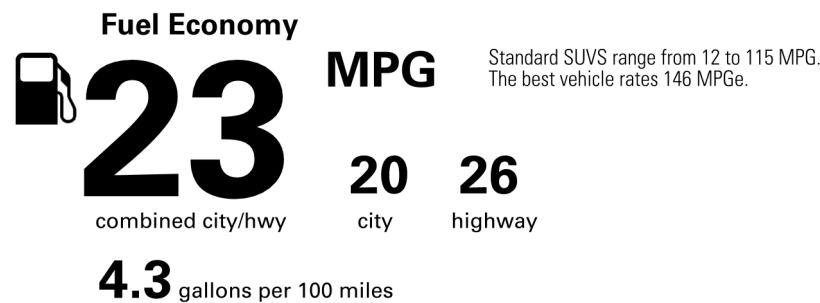 Fuel Economy
23
MPG
Standard SUVS range from 12 to 115 MPG.
The best vehicle rates 146 MPGe.
20 26
combined city/hwy city highway
4.3 gallons per 100 miles